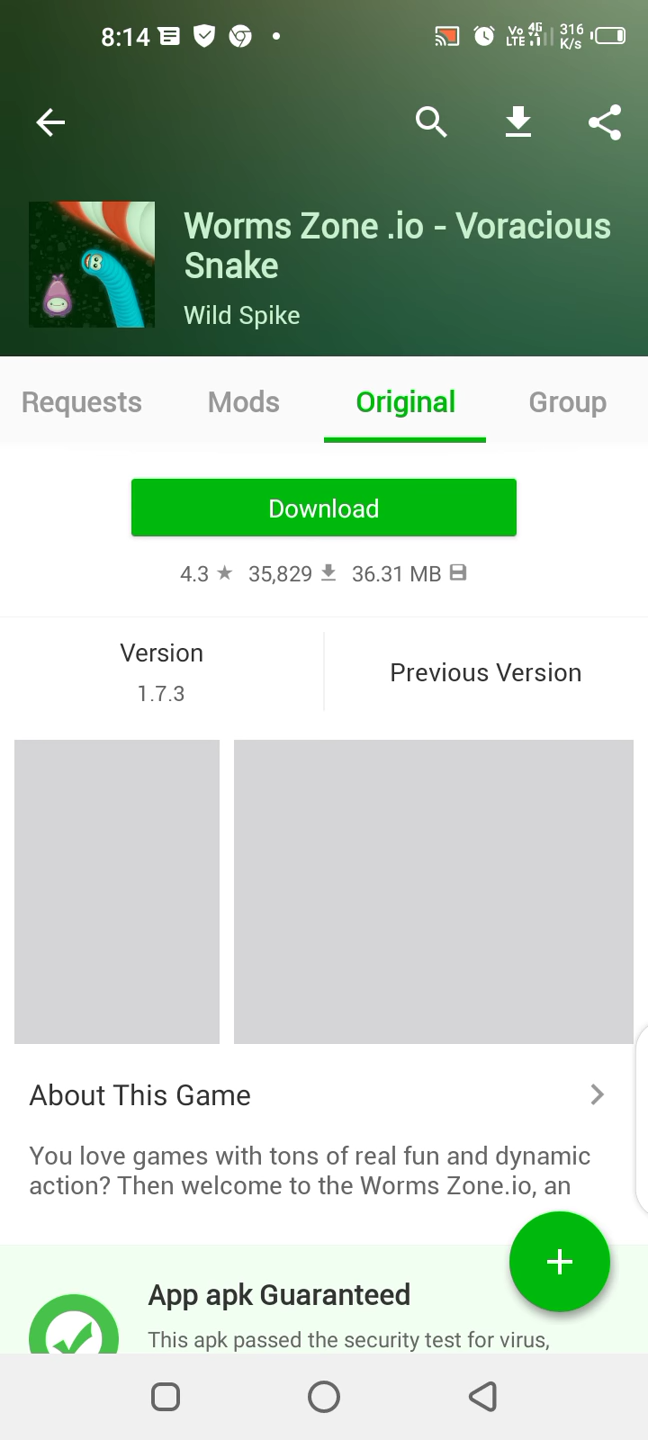 8:14
Vo LTE 4G 316 K/s
Worms Zone .io - Voracious
Snake
Wild Spike
Requests Mods Original Group
Download
4.3 35,829 36.31 MB
Version
1.7.3
Previous Version
About This Game
You love games with tons of real fun and dynamic
action? Then welcome to the Worms Zone.io, an
+
App apk Guaranteed
This apk passed the security test for virus,